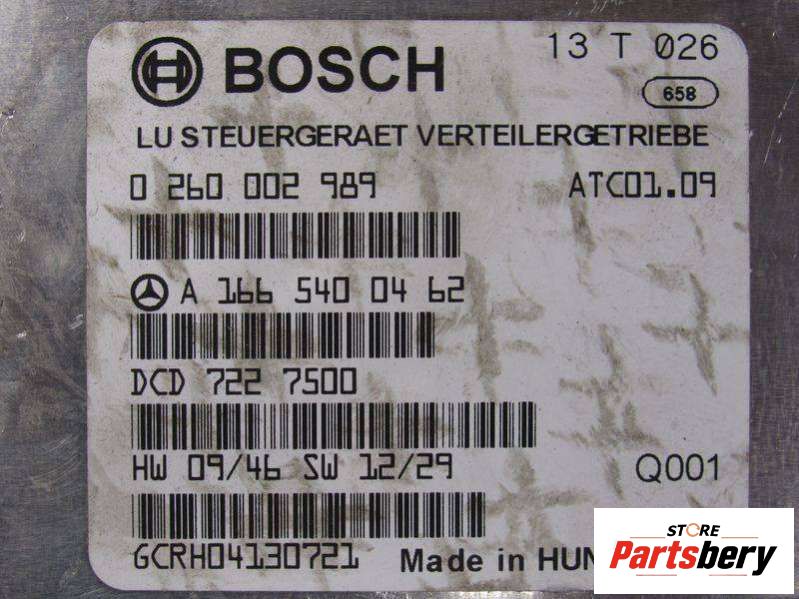 BOSCH
13 T 026
658
LU STEUERGERAET VERTEILERGETRIEBE
0 260 002 989
ATC01.09
A 166 540 04 62
DCD 722 7500
HW 09/46 SW 12/29
Q001
GCRH04130721
Made in
STORE
Partsbery